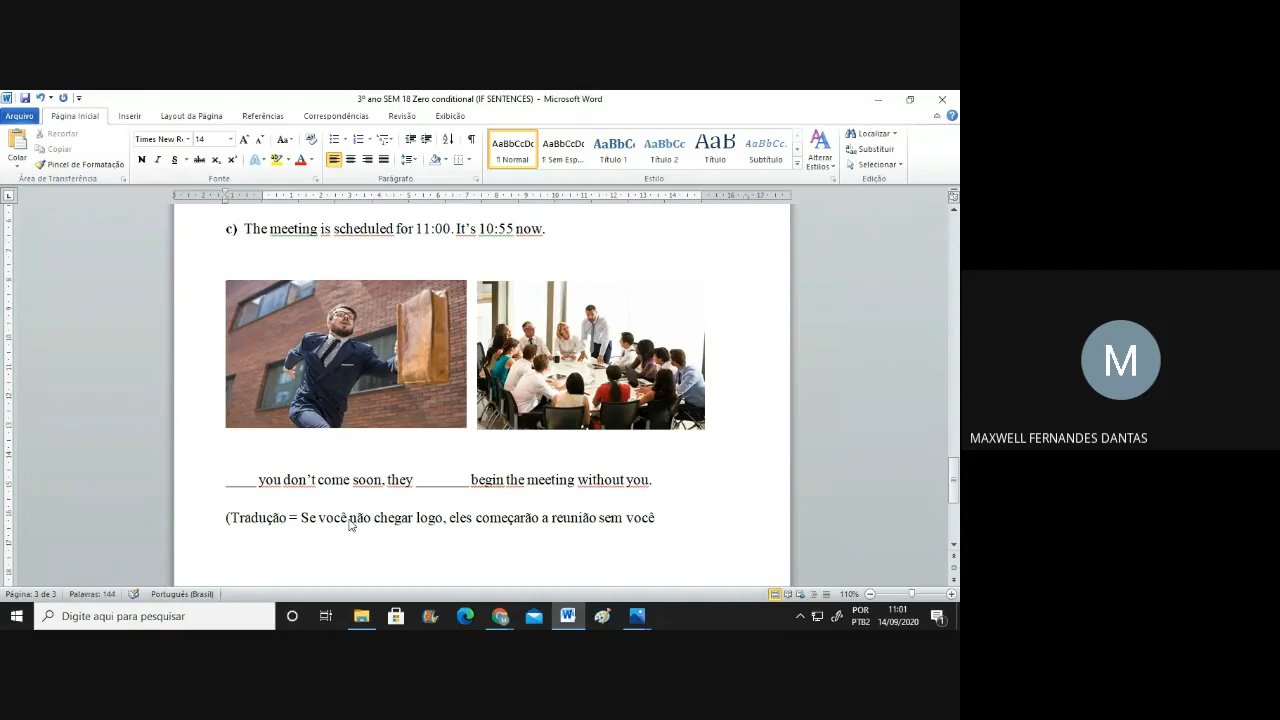 3º ano SEM 18 Zero conditional (IF SENTENCES) – Microsoft Word
Arquivo Página Inicial Inserir Layout da Página Referências Correspondências Revisão Exibição
Colar
Recortar
Copiar
Pincel de Formatação
Área de Transferência
Times New R 14
Fonte
Parágrafo
AaBbCcDc AaBbCcDc AaBbC AaBbCc AaB AaBbCc.
¶ Normal ¶ Sem Esp... Título 1 Título 2 Título Subtítulo
Alterar Estilos
Estilo
Localizar
Substituir
Selecionar
Edição
c) The meeting is scheduled for 11:00. It’s 10:55 now.
____ you don’t come soon, they _______ begin the meeting without you.
(Tradução = Se você não chegar logo, eles começarão a reunião sem você
M
MAXWELL FERNANDES DANTAS
Página: 3 de 3 Palavras: 144 Português (Brasil) 110%
Digite aqui para pesquisar
POR
PTB2
11:01
14/09/2020